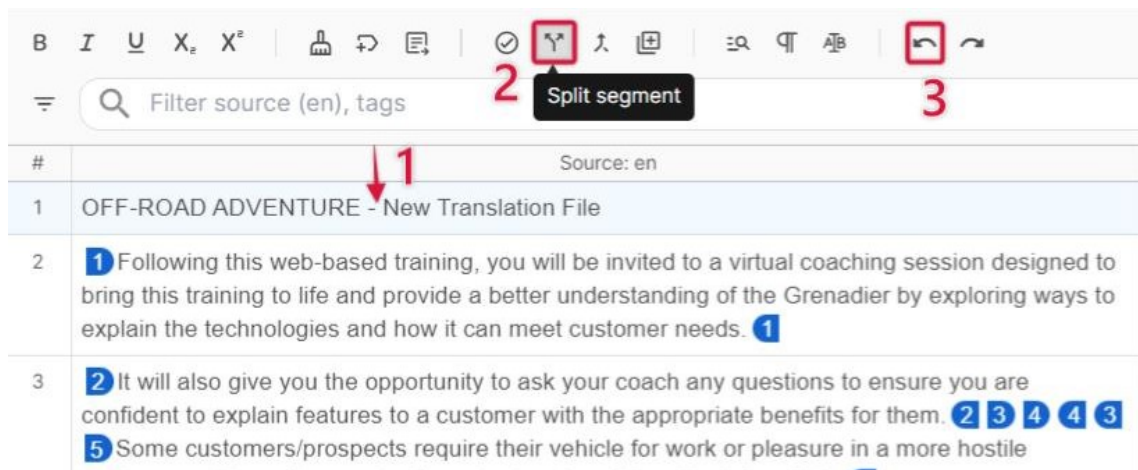 B I U X₂ X² ¶ A|B
2
Split segment
3
Filter source (en), tags
1
# Source: en
1 OFF-ROAD ADVENTURE - New Translation File
2 1 Following this web-based training, you will be invited to a virtual coaching session designed to
bring this training to life and provide a better understanding of the Grenadier by exploring ways to
explain the technologies and how it can meet customer needs. 1
3 2 It will also give you the opportunity to ask your coach any questions to ensure you are
confident to explain features to a customer with the appropriate benefits for them. 2 3 4 4 3
5 Some customers/prospects require their vehicle for work or pleasure in a more hostile